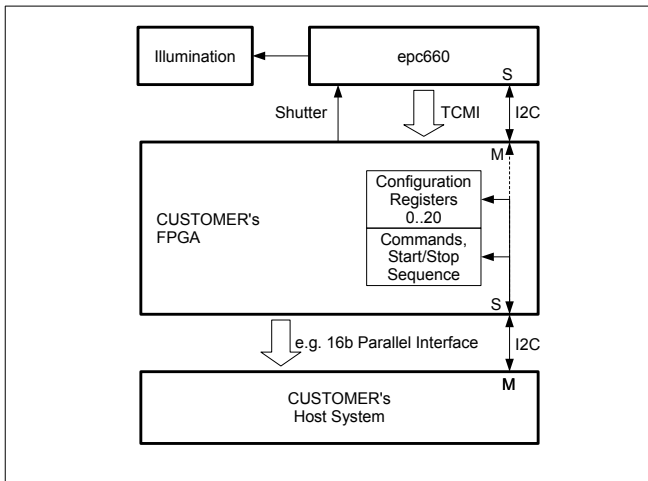 Illumination
epc660
S
Shutter
TCMI
I2C
M
Configuration
Registers
0..20
CUSTOMER's
FPGA
Commands,
Start/Stop
Sequence
S
e.g. 16b Parallel Interface
I2C
M
CUSTOMER's
Host System